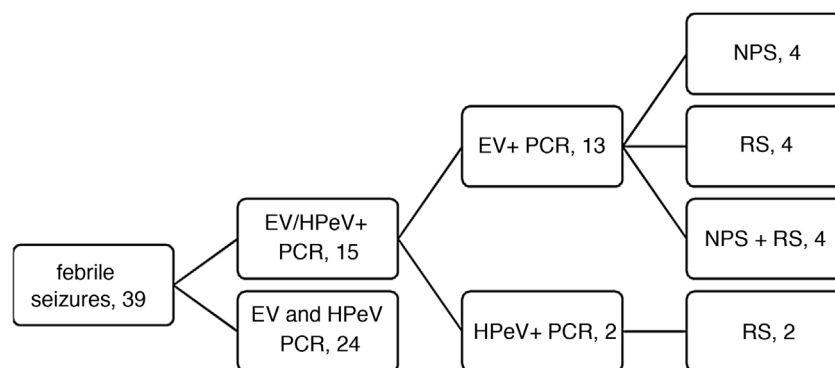 febrile
seizures, 39
EV/HPeV+
PCR, 15
EV and HPeV
PCR, 24
EV+ PCR, 13
HPeV+ PCR, 2
NPS, 4
RS, 4
NPS + RS, 4
RS, 2